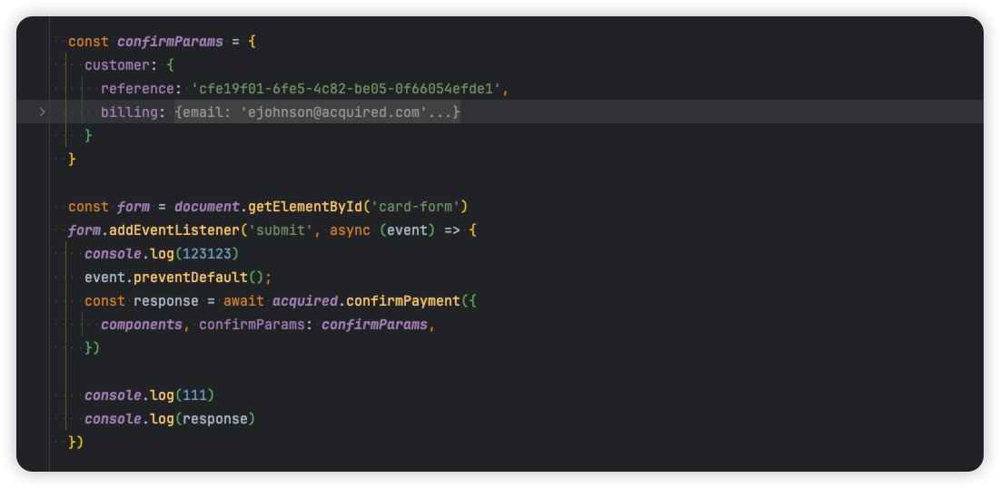 const confirmParams = {
  customer: {
    reference: 'cfe19f01-6fe5-4c82-be05-0f66054efde1',
    billing: {email: 'ejohnson@acquired.com'...}
  }
}

const form = document.getElementById('card-form')
form.addEventListener('submit', async (event) => {
  console.log(123123)
  event.preventDefault();
  const response = await acquired.confirmPayment({
    components, confirmParams: confirmParams,
  })

  console.log(111)
  console.log(response)
})